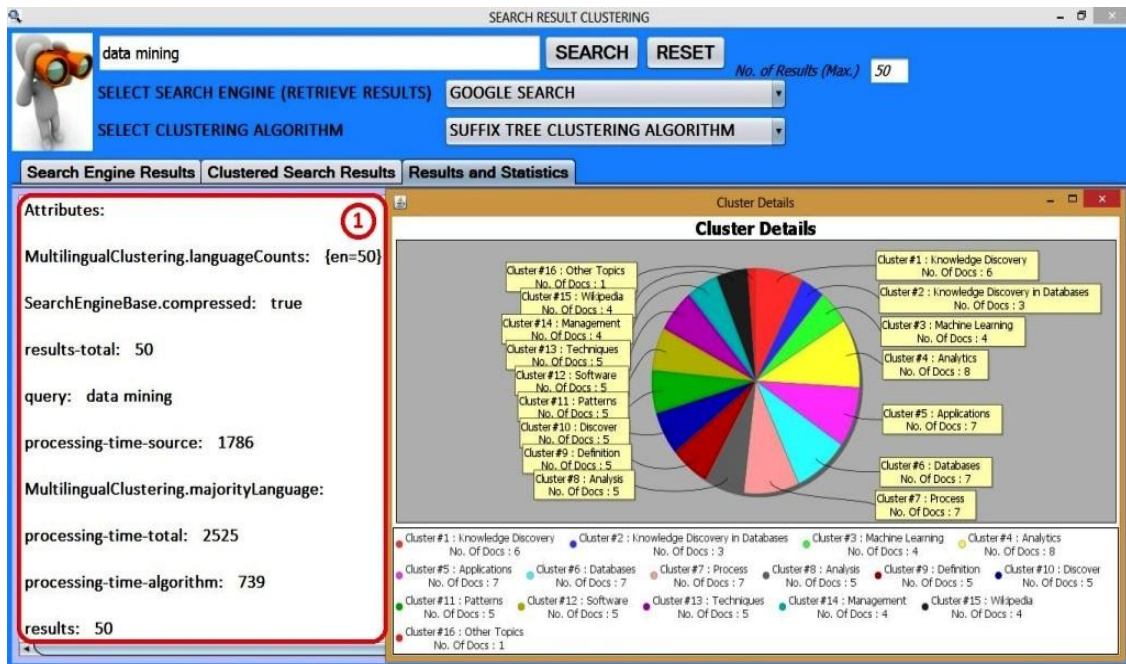 SEARCH RESULT CLUSTERING
data mining
SEARCH
RESET
No. of Results (Max.) 50
SELECT SEARCH ENGINE (RETRIEVE RESULTS) GOOGLE SEARCH
SELECT CLUSTERING ALGORITHM SUFFIX TREE CLUSTERING ALGORITHM
Search Engine Results Clustered Search Results Results and Statistics
Attributes:
1
MultilingualClustering.languageCounts: {en=50}
SearchEngineBase.compressed: true
results-total: 50
query: data mining
processing-time-source: 1786
MultilingualClustering.majorityLanguage:
processing-time-total: 2525
processing-time-algorithm: 739
results: 50
Cluster Details
Cluster Details
Cluster#16 : Other Topics
No. Of Docs : 1
Cluster#15 : Wikipedia
No. Of Docs : 4
Cluster#14 : Management
No. Of Docs : 4
Cluster#13 : Techniques
No. Of Docs : 5
Cluster#12 : Software
No. Of Docs : 5
Cluster#11 : Patterns
No. Of Docs : 5
Cluster#10 : Discover
No. Of Docs : 5
Cluster#9 : Definition
No. Of Docs : 5
Cluster#8 : Analysis
No. Of Docs : 5
Cluster#1 : Knowledge Discovery
No. Of Docs : 6
Cluster#2 : Knowledge Discovery in Databases
No. Of Docs : 3
Cluster#3 : Machine Learning
No. Of Docs : 4
Cluster#4 : Analytics
No. Of Docs : 8
Cluster#5 : Applications
No. Of Docs : 7
Cluster#6 : Databases
No. Of Docs : 7
Cluster#7 : Process
No. Of Docs : 7
Cluster#1 : Knowledge Discovery Cluster#2 : Knowledge Discovery in Databases Cluster#3 : Machine Learning Cluster#4 : Analytics
No. Of Docs : 6 No. Of Docs : 3 No. Of Docs : 4 No. Of Docs : 8
Cluster#5 : Applications Cluster#6 : Databases Cluster#7 : Process Cluster#8 : Analysis Cluster#9 : Definition Cluster#10 : Discover
No. Of Docs : 7 No. Of Docs : 7 No. Of Docs : 7 No. Of Docs : 5 No. Of Docs : 5 No. Of Docs : 5
Cluster#11 : Patterns Cluster#12 : Software Cluster#13 : Techniques Cluster#14 : Management Cluster#15 : Wikipedia
No. Of Docs : 5 No. Of Docs : 5 No. Of Docs : 5 No. Of Docs : 4 No. Of Docs : 4
Cluster#16 : Other Topics
No. Of Docs : 1